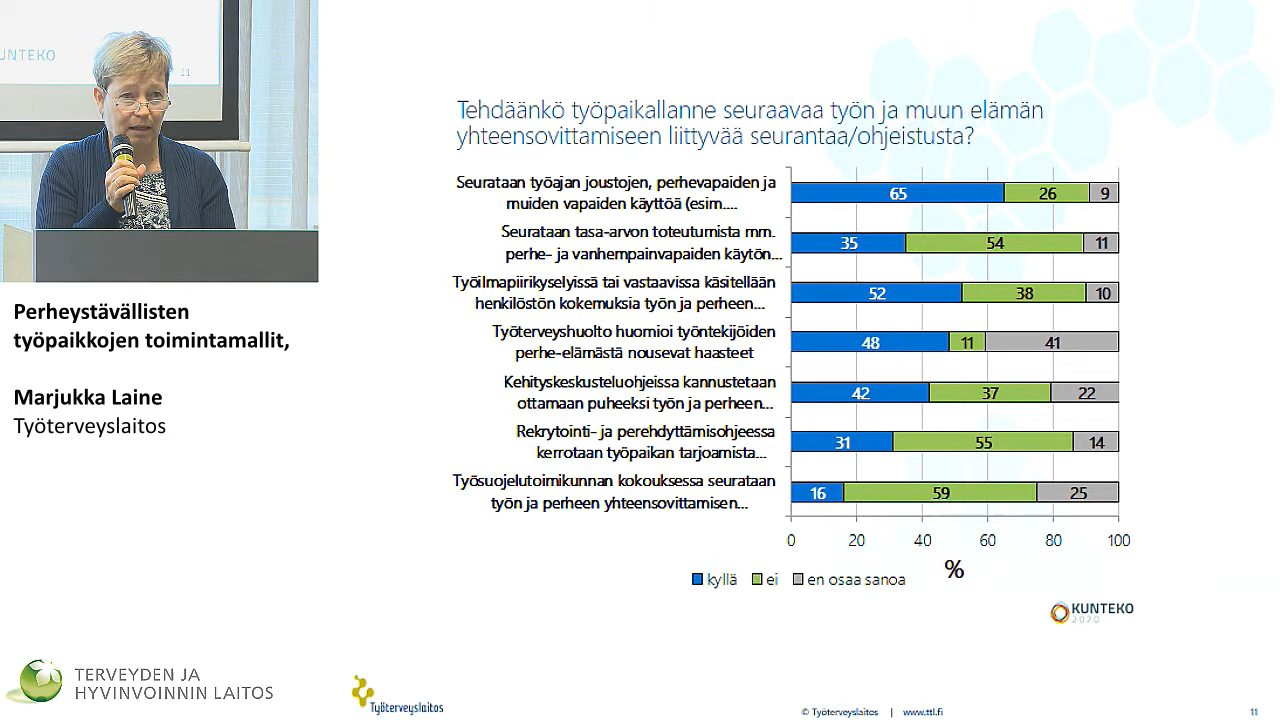 KUNTEKO
11
Perheystävällisten
työpaikkojen toimintamallit,
Marjukka Laine
Työterveyslaitos
TERVEYDEN JA
HYVINVOINNIN LAITOS
Tehdäänkö työpaikallanne seuraavaa työn ja muun elämän
yhteensovittamiseen liittyvää seurantaa/ohjeistusta?
Seurataan työajan joustojen, perhevapaiden ja
muiden vapaiden käyttöä (esim....
65 26 9
Seurataan tasa-arvon toteutumista mm.
perhe- ja vanhempainvapaiden käytön...
35 54 11
Työilmapiirikyselyissä tai vastaavissa käsitellään
henkilöstön kokemuksia työn ja perheen...
52 38 10
Työterveyshuolto huomioi työntekijöiden
perhe-elämästä nousevat haasteet
48 11 41
Kehityskeskusteluohjeissa kannustetaan
ottamaan puheeksi työn ja perheen...
42 37 22
Rekrytointi- ja perehdyttämisohjeessa
kerrotaan työpaikan tarjoamista...
31 55 14
Työsuojelutoimikunnan kokouksessa seurataan
työn ja perheen yhteensovittamisen...
16 59 25
0 20 40 60 80 100
%
kyllä ei en osaa sanoa
KUNTEKO
2020
Työterveyslaitos
© Työterveyslaitos | www.ttl.fi
11